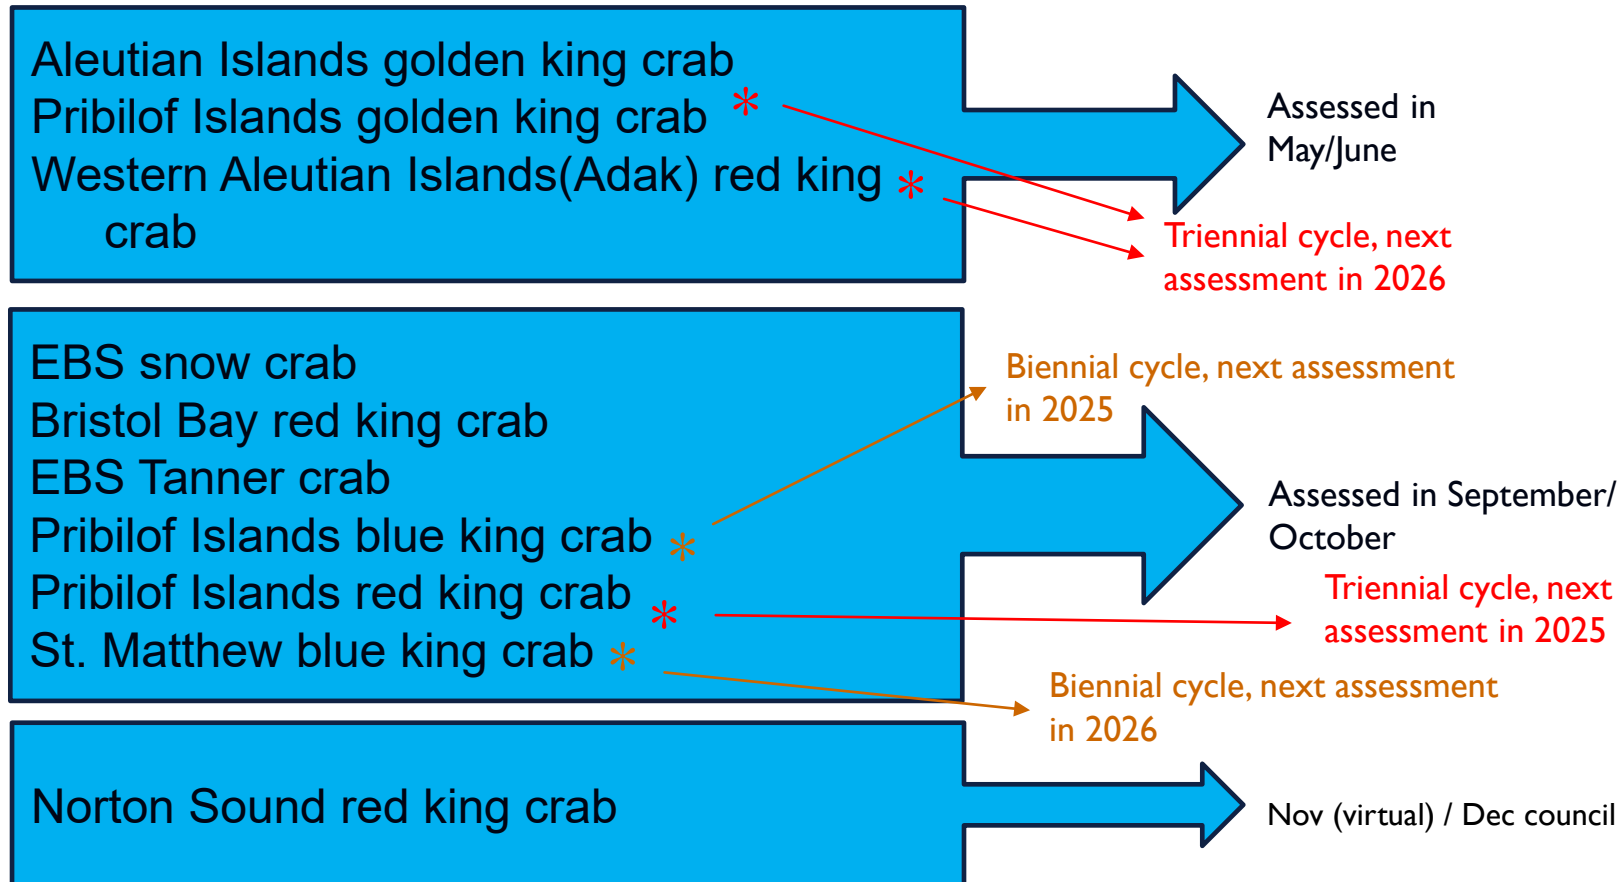 Aleutian Islands golden king crab
Pribilof Islands golden king crab *
Western Aleutian Islands(Adak) red king *
crab
Assessed in
May/June
Triennial cycle, next
assessment in 2026
EBS snow crab
Bristol Bay red king crab
EBS Tanner crab
Pribilof Islands blue king crab *
Pribilof Islands red king crab *
St. Matthew blue king crab *
Biennial cycle, next assessment
in 2025
Assessed in September/
October
Triennial cycle, next
assessment in 2025
Biennial cycle, next assessment
in 2026
Norton Sound red king crab
Nov (virtual) / Dec council